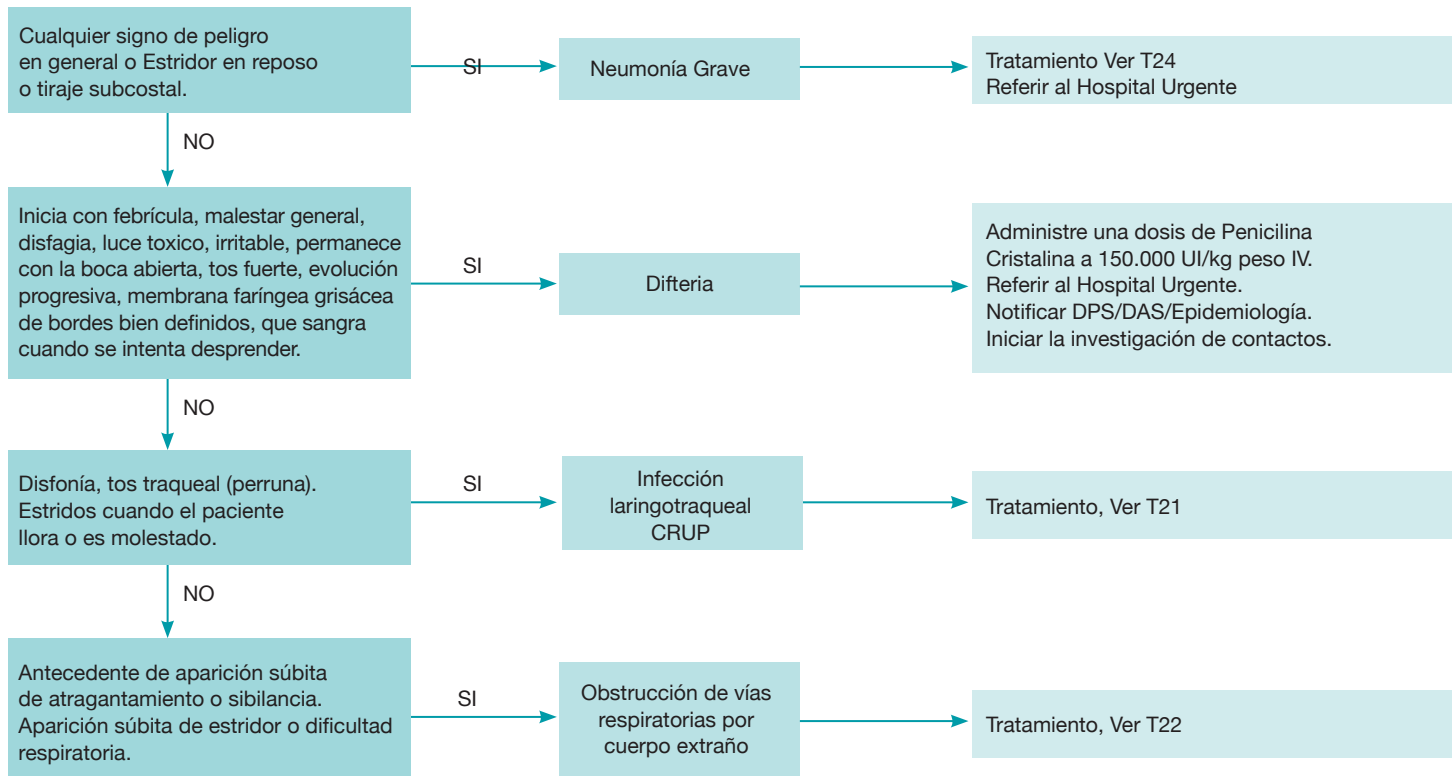 Cualquier signo de peligro
en general o Estridor en reposo
o tiraje subcostal.
SI
Neumonía Grave
Tratamiento Ver T24
Referir al Hospital Urgente
NO
Inicia con febrícula, malestar general,
disfagia, luce toxico, irritable, permanece
con la boca abierta, tos fuerte, evolución
progresiva, membrana faríngea grisácea
de bordes bien definidos, que sangra
cuando se intenta desprender.
SI
Difteria
Administre una dosis de Penicilina
Cristalina a 150.000 UI/kg peso IV.
Referir al Hospital Urgente.
Notificar DPS/DAS/Epidemiología.
Iniciar la investigación de contactos.
NO
Disfonía, tos traqueal (perruna).
Estridos cuando el paciente
llora o es molestado.
SI
Infección
laringotraqueal
CRUP
Tratamiento, Ver T21
NO
Antecedente de aparición súbita
de atragantamiento o sibilancia.
Aparición súbita de estridor o dificultad
respiratoria.
SI
Obstrucción de vías
respiratorias por
cuerpo extraño
Tratamiento, Ver T22